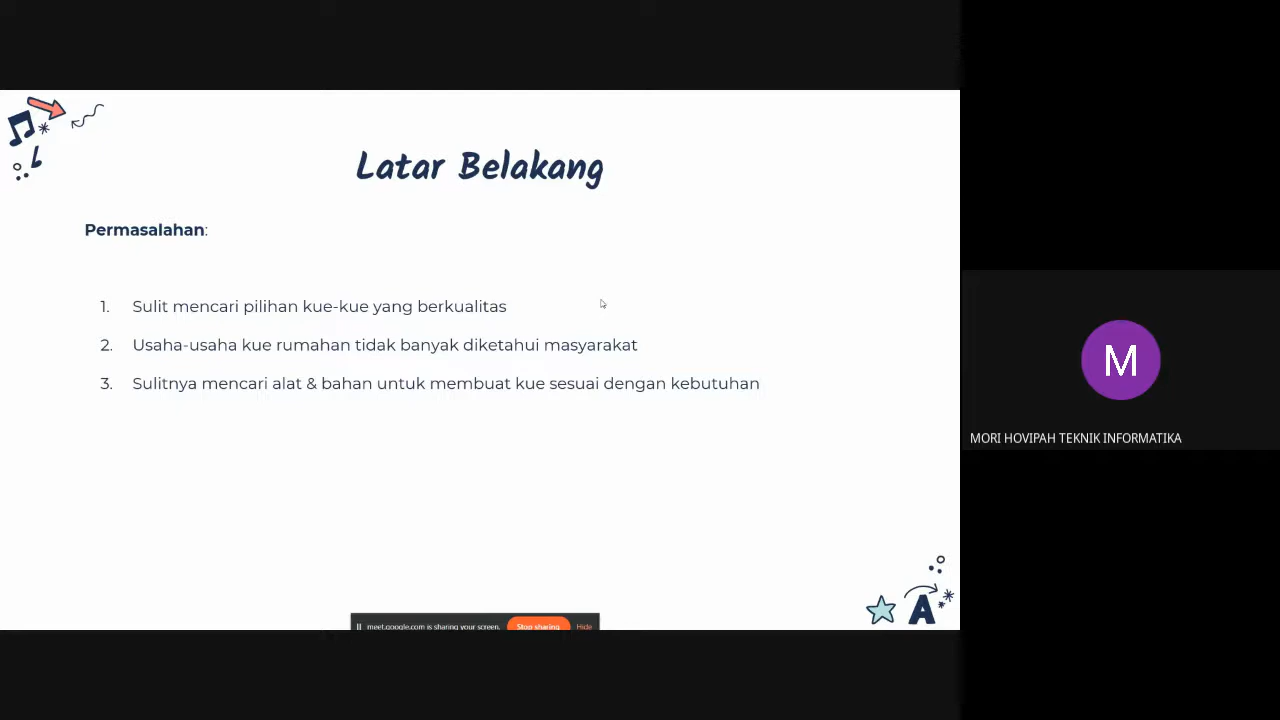 Latar Belakang
Permasalahan:
1. Sulit mencari pilihan kue-kue yang berkualitas
2. Usaha-usaha kue rumahan tidak banyak diketahui masyarakat
3. Sulitnya mencari alat & bahan untuk membuat kue sesuai dengan kebutuhan
A
meet.google.com is sharing your screen. Stop sharing Hide
M
MORI HOVIPAH TEKNIK INFORMATIKA